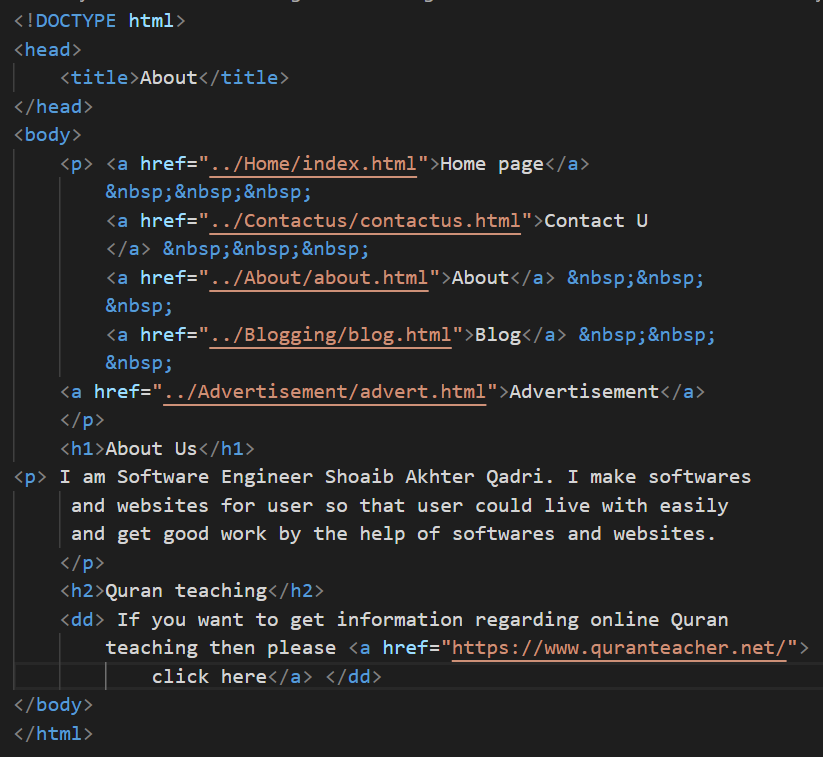 <!DOCTYPE html>
<head>
    <title>About</title>
</head>
<body>
    <p> <a href="../Home/index.html">Home page</a>
        &nbsp;&nbsp;&nbsp;
        <a href="../Contactus/contactus.html">Contact U
        </a> &nbsp;&nbsp;&nbsp;
        <a href="../About/about.html">About</a> &nbsp;&nbsp;
        &nbsp;
        <a href="../Blogging/blog.html">Blog</a> &nbsp;&nbsp;
        &nbsp;
    <a href="../Advertisement/advert.html">Advertisement</a>
    </p>
    <h1>About Us</h1>
<p> I am Software Engineer Shoaib Akhter Qadri. I make softwares
     and websites for user so that user could live with easily
     and get good work by the help of softwares and websites.
    </p>
    <h2>Quran teaching</h2>
    <dd> If you want to get information regarding online Quran
        teaching then please <a href="https://www.quranteacher.net/">
            click here</a> </dd>
</body>
</html>